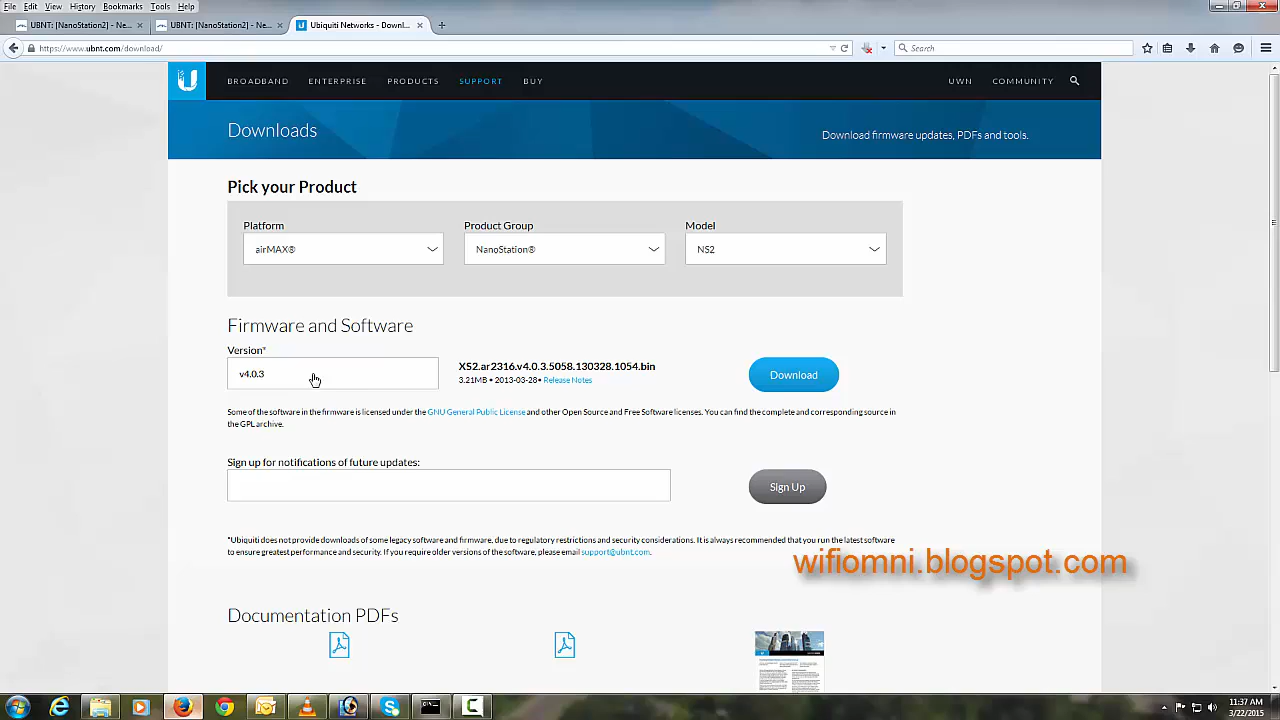 File Edit View History Bookmarks Tools Help
UBNT: [NanoStation2] - Ne... × UBNT: [NanoStation2] - Ne... × Ubiquiti Networks - Downl... × +
https://www.ubnt.com/download/ Search
BROADBAND ENTERPRISE PRODUCTS SUPPORT BUY UWN COMMUNITY
Downloads
Download firmware updates, PDFs and tools.
Pick your Product
Platform Product Group Model
airMAX® NanoStation® NS2
Firmware and Software
Version*
v4.0.3
XS2.ar2316.v4.0.3.5058.130328.1054.bin
3.21MB • 2013-03-28• Release Notes
Download
Some of the software in the firmware is licensed under the GNU General Public License and other Open Source and Free Software licenses. You can find the complete and corresponding source in
the GPL archive.
Sign up for notifications of future updates:
Sign Up
*Ubiquiti does not provide downloads of some legacy software and firmware, due to regulatory restrictions and security considerations. It is always recommended that you run the latest software
to ensure greatest performance and security. If you require older versions of the software, please email support@ubnt.com.
wifiomni.blogspot.com
Documentation PDFs
11:37 AM
3/22/2015